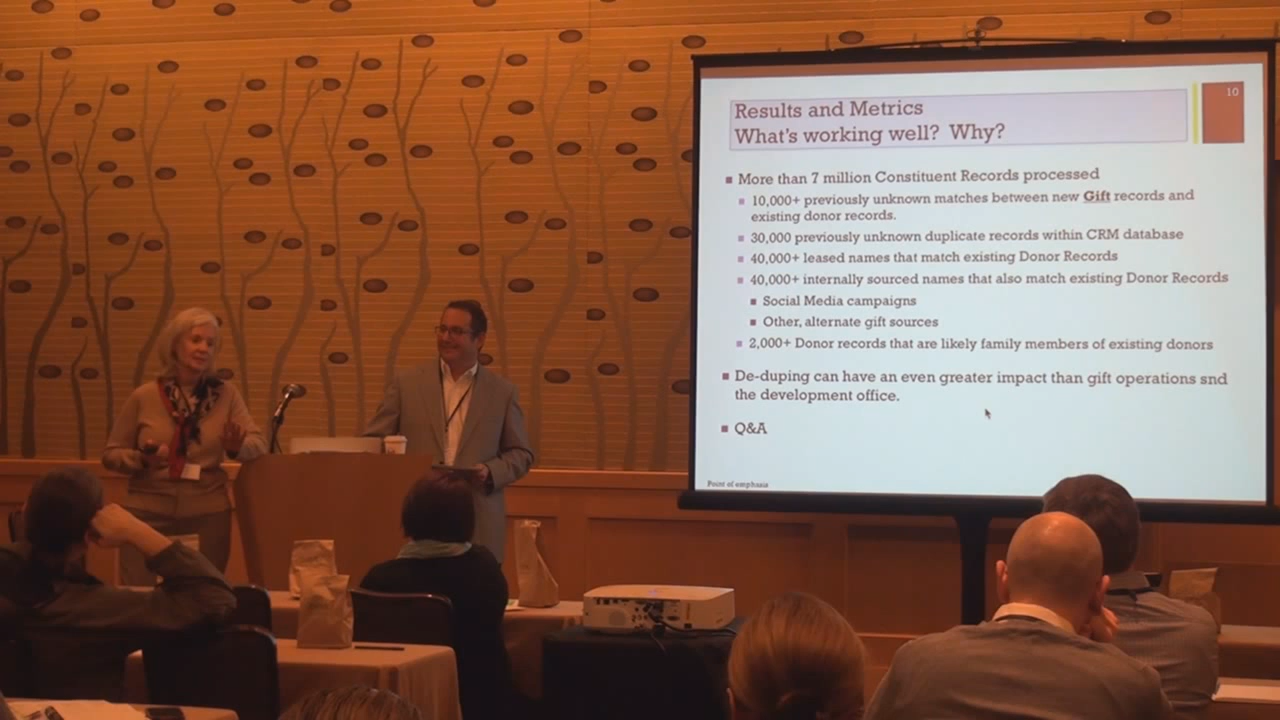 10
Results and Metrics
What's working well? Why?
More than 7 million Constituent Records processed
10,000+ previously unknown matches between new Gift records and
existing donor records.
30,000 previously unknown duplicate records within CRM database
40,000+ leased names that match existing Donor Records
40,000+ internally sourced names that also match existing Donor Records
Social Media campaigns
Other, alternate gift sources
2,000+ Donor records that are likely family members of existing donors
De-duping can have an even greater impact than gift operations snd
the development office.
Q&A
Point of emphasis